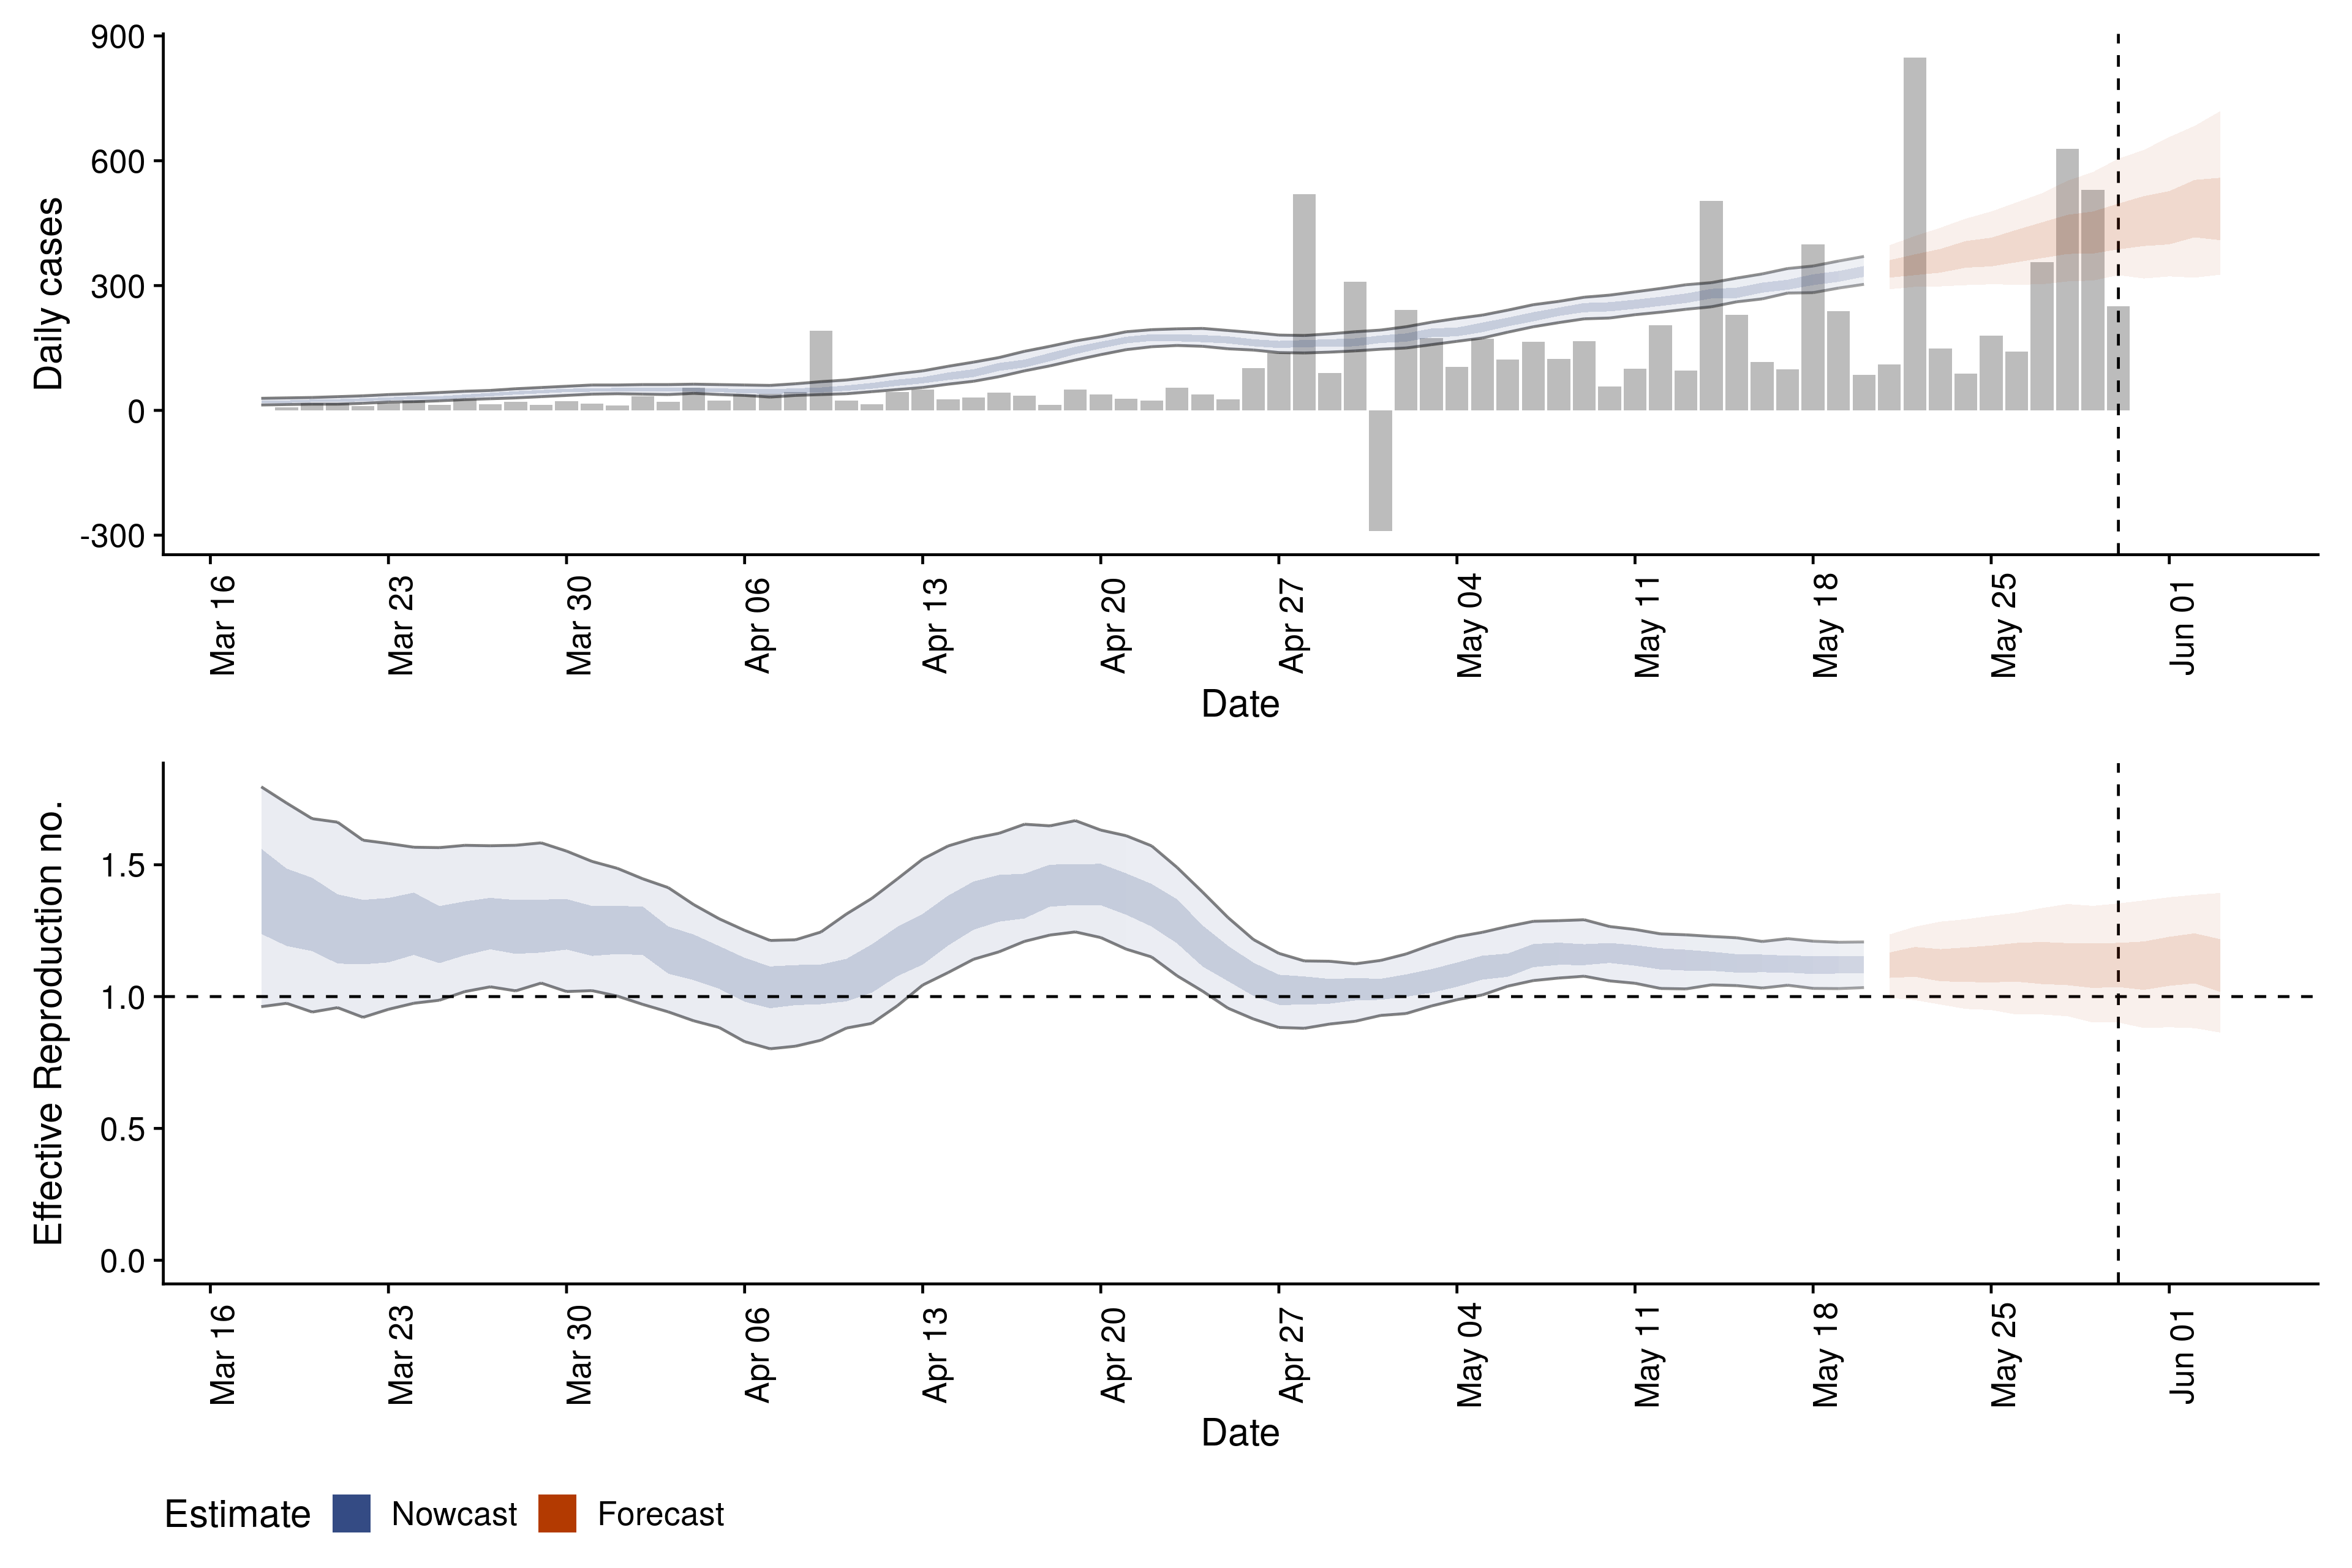 900
600
300
0
-300
Daily cases
Mar 16
Mar 23
Mar 30
Apr 06
Apr 13
Apr 20
Apr 27
May 04
May 11
May 18
May 25
Jun 01
Date
1.5
1.0
0.5
0.0
Effective Reproduction no.
Mar 16
Mar 23
Mar 30
Apr 06
Apr 13
Apr 20
Apr 27
May 04
May 11
May 18
May 25
Jun 01
Date
Estimate Nowcast Forecast